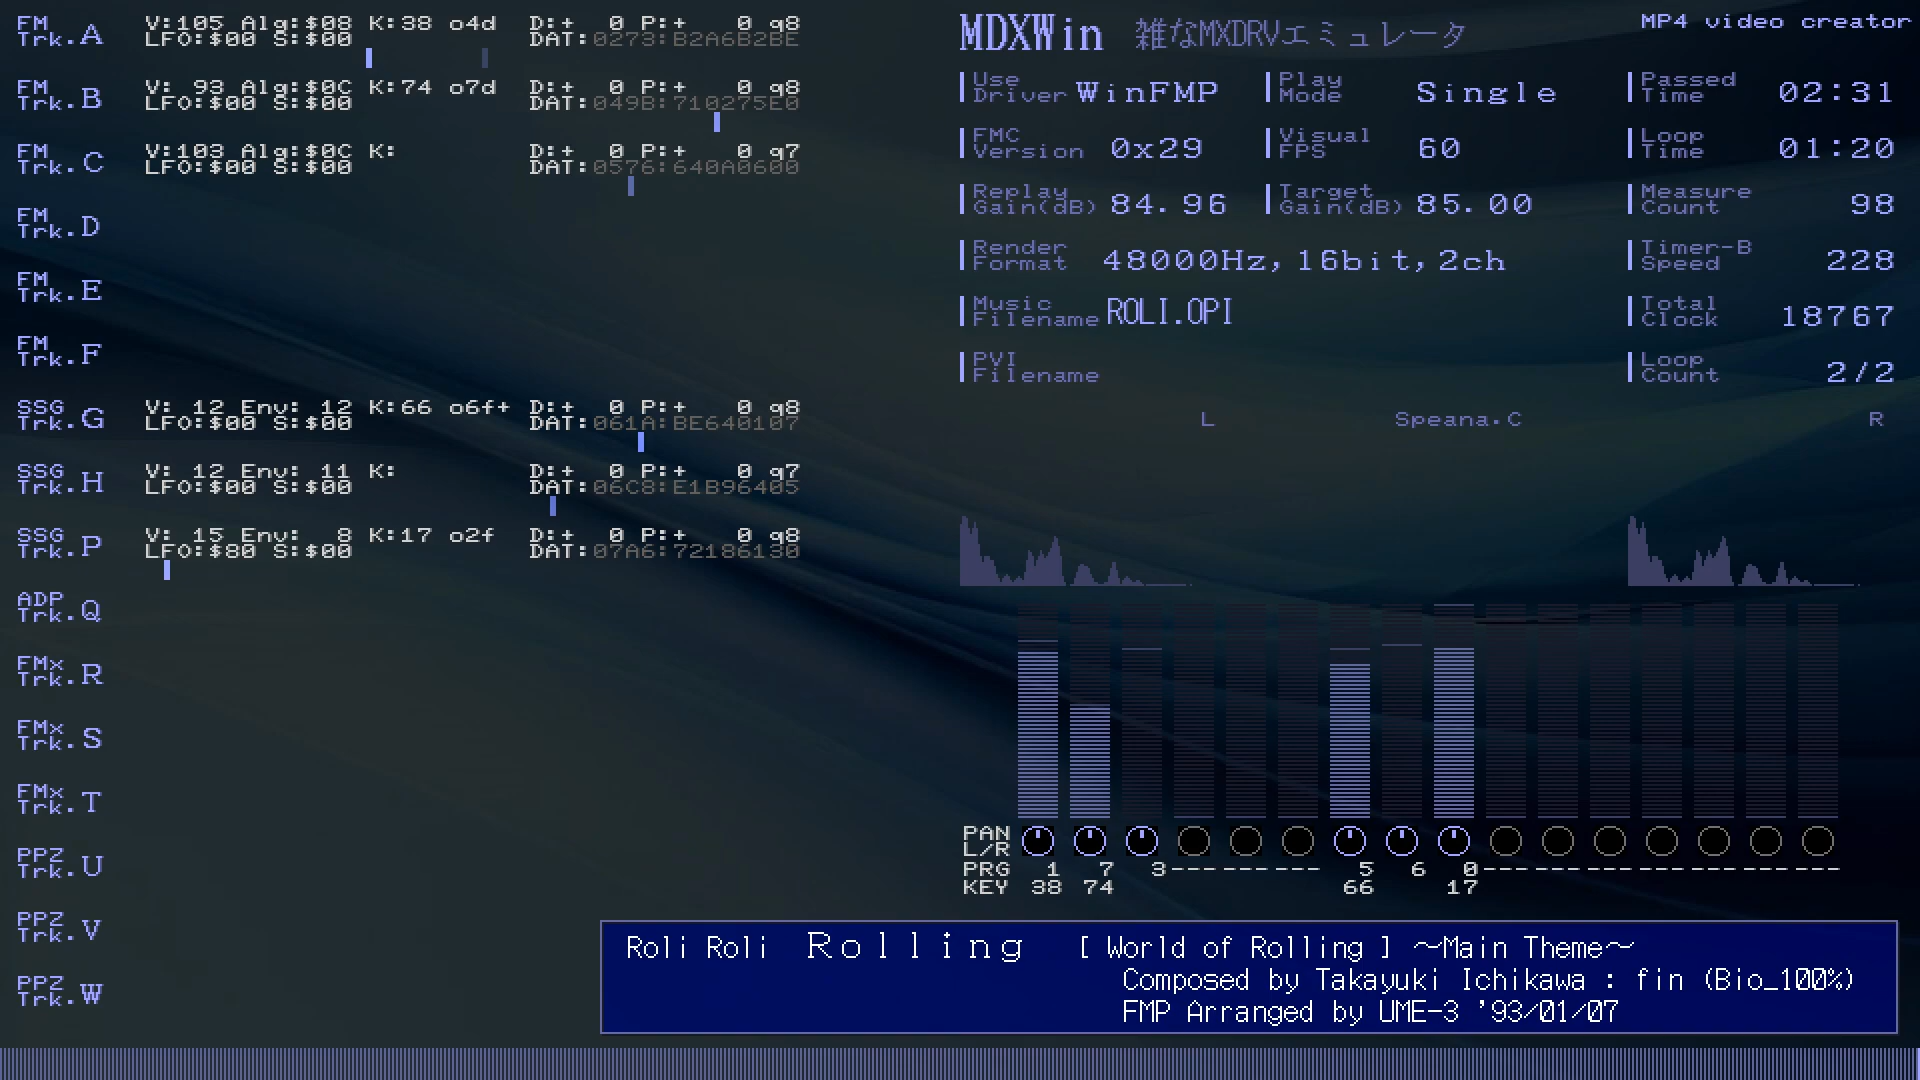 FM Trk.A V:105 Alg:$08 K:38 o4d D:+ 0 P:+ 0 q8
LFO:$00 S:$00 DAT:0273:B2A6B2BE
FM Trk.B V: 93 Alg:$0C K:74 o7d D:+ 0 P:+ 0 q8
LFO:$00 S:$00 DAT:049B:710275E0
FM Trk.C V:103 Alg:$0C K: D:+ 0 P:+ 0 q7
LFO:$00 S:$00 DAT:0576:640A0600
FM Trk.D
FM Trk.E
FM Trk.F
SSG Trk.G V: 12 Env: 12 K:66 o6f+ D:+ 0 P:+ 0 q8
LFO:$00 S:$00 DAT:061A:BE640107
SSG Trk.H V: 12 Env: 11 K: D:+ 0 P:+ 0 q7
LFO:$00 S:$00 DAT:06C8:E1B96405
SSG Trk.P V: 15 Env: 8 K:17 o2f D:+ 0 P:+ 0 q8
LFO:$80 S:$00 DAT:07A6:72186130
ADP Trk.Q
FMx Trk.R
FMx Trk.S
FMx Trk.T
PPZ Trk.U
PPZ Trk.V
PPZ Trk.W
MDXWin 雑なMXDRVエミュレータ MP4 video creator
Use Driver WinFMP Play Mode Single Passed Time 02:31
FMC Version 0x29 Visual FPS 60 Loop Time 01:20
Replay Gain(dB) 84.96 Target Gain(dB) 85.00 Measure Count 98
Render Format 48000Hz,16bit,2ch Timer-B Speed 228
Music Filename ROLI.OPI Total Clock 18767
PVI Filename Loop Count 2/2
L Speana.C R
PAN L/R
PRG 1 7 3 --- --- --- 5 6 0 --- --- --- --- --- --- ---
KEY 38 74 66 17
Roli Roli Rolling [ World of Rolling ] ～Main Theme～
Composed by Takayuki Ichikawa : fin (Bio_100%)
FMP Arranged by UME-3 '93/01/07